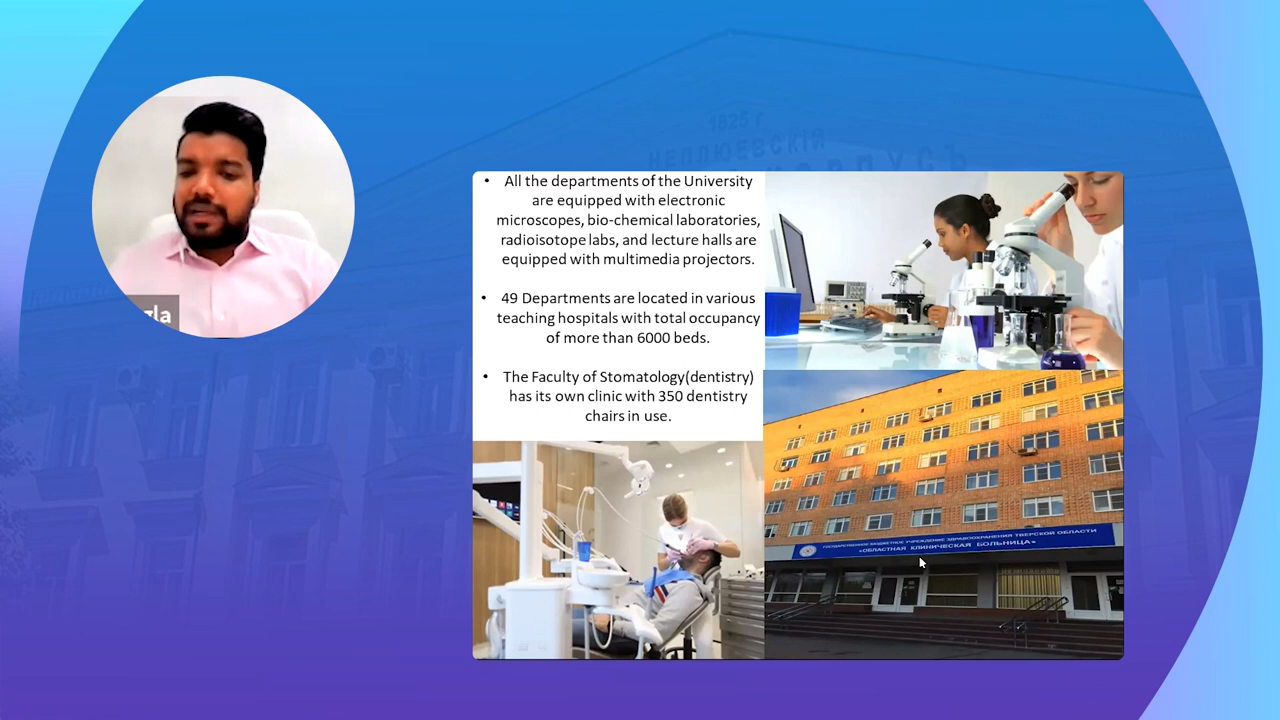 1825 г.
НЕПЛЮЕВСКІЙ
КОРПУСЪ
zla
• All the departments of the University
are equipped with electronic
microscopes, bio-chemical laboratories,
radioisotope labs, and lecture halls are
equipped with multimedia projectors.
• 49 Departments are located in various
teaching hospitals with total occupancy
of more than 6000 beds.
• The Faculty of Stomatology(dentistry)
has its own clinic with 350 dentistry
chairs in use.
ГОСУДАРСТВЕННОЕ БЮДЖЕТНОЕ УЧРЕЖДЕНИЕ ЗДРАВООХРАНЕНИЯ ТВЕРСКОЙ ОБЛАСТИ
«ОБЛАСТНАЯ КЛИНИЧЕСКАЯ БОЛЬНИЦА»